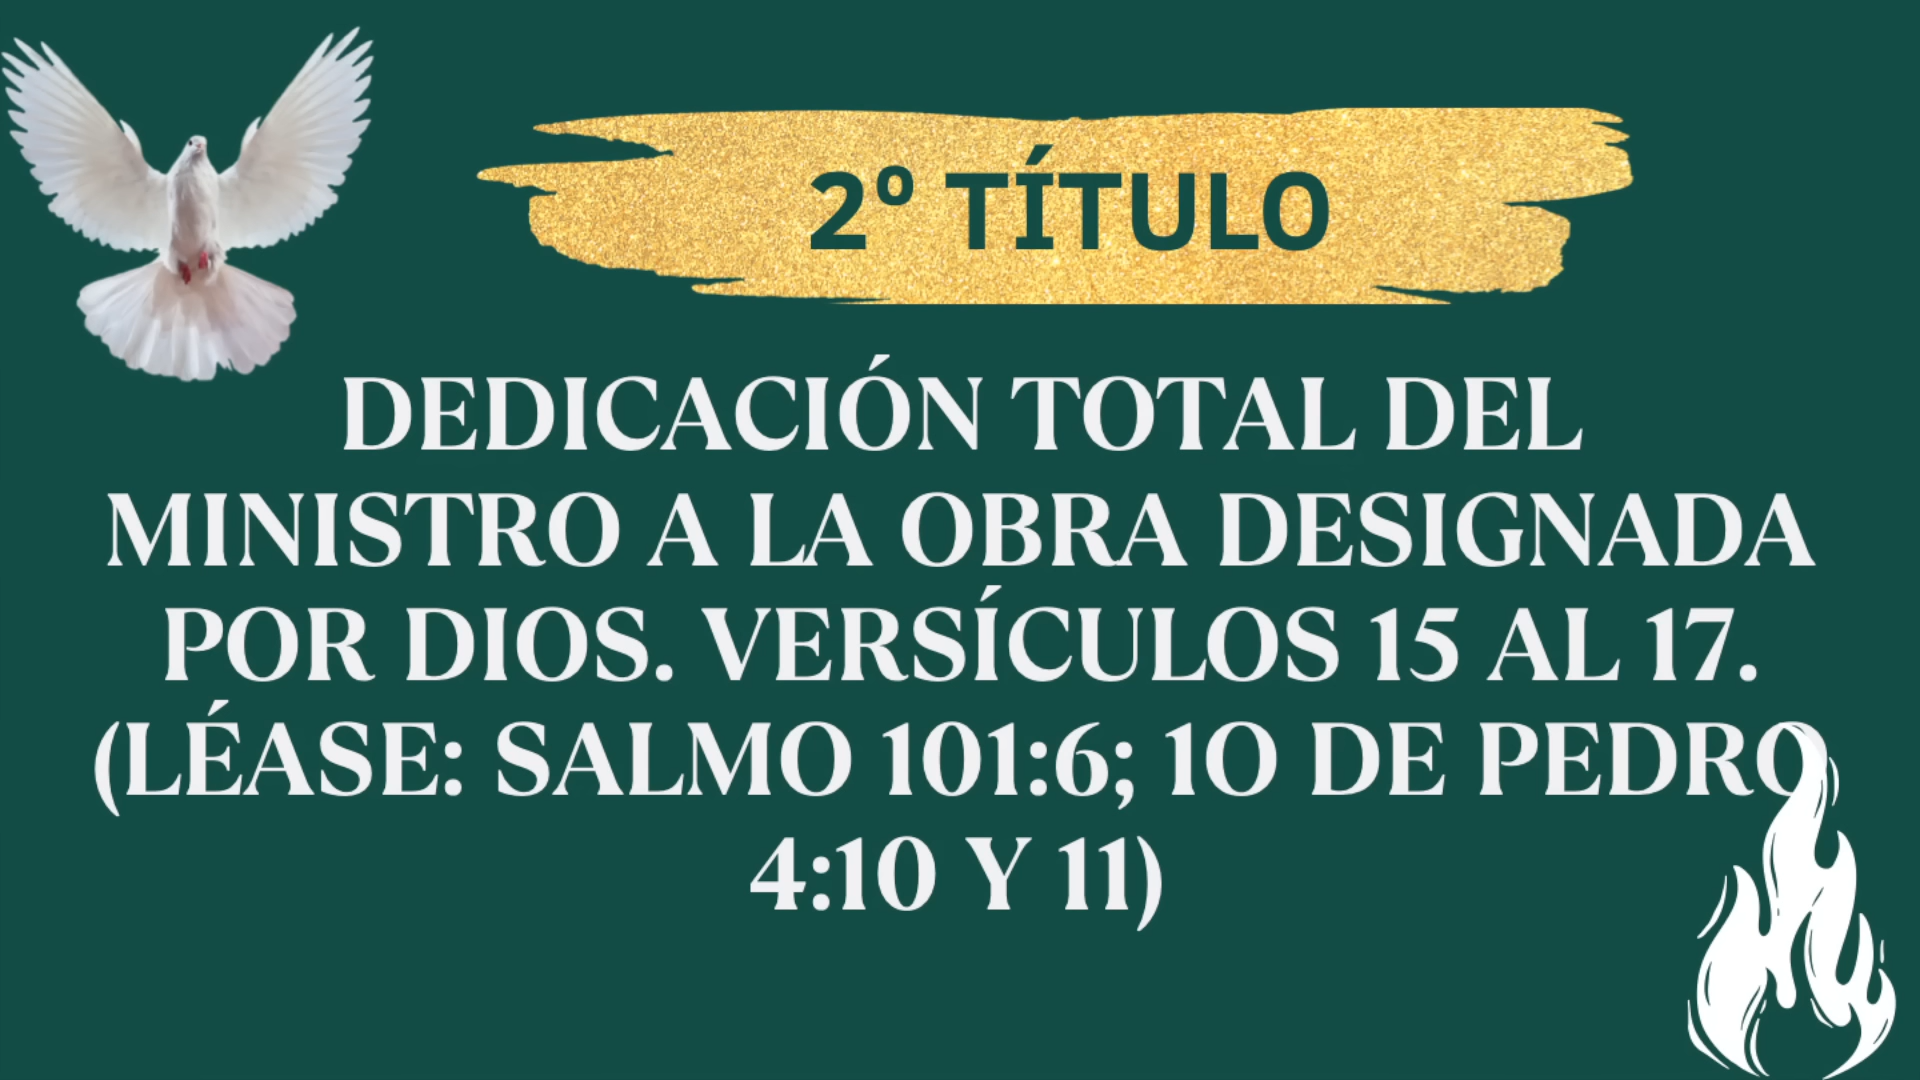 2º TÍTULO
DEDICACIÓN TOTAL DEL
MINISTRO A LA OBRA DESIGNADA
POR DIOS. VERSÍCULOS 15 AL 17.
(LÉASE: SALMO 101:6; 1O DE PEDRO
4:10 Y 11)